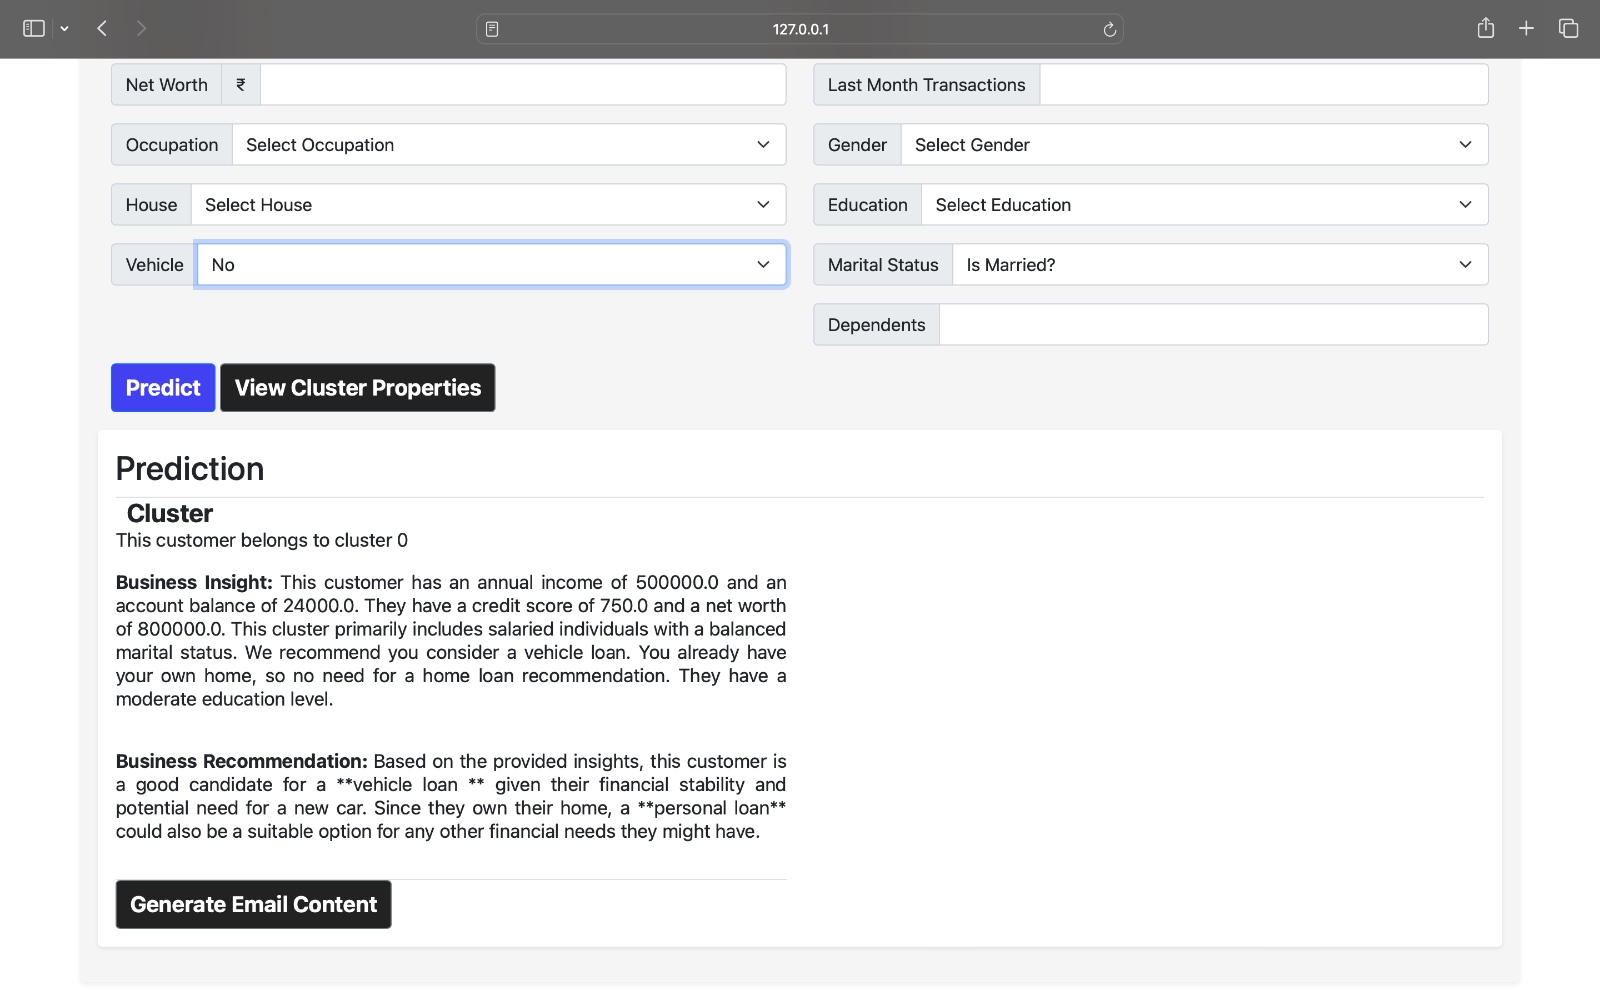 127.0.0.1
Net Worth ₹
Last Month Transactions
Occupation Select Occupation
Gender Select Gender
House Select House
Education Select Education
Vehicle No
Marital Status Is Married?
Dependents
Predict View Cluster Properties
Prediction
Cluster
This customer belongs to cluster 0
Business Insight: This customer has an annual income of 500000.0 and an
account balance of 24000.0. They have a credit score of 750.0 and a net worth
of 800000.0. This cluster primarily includes salaried individuals with a balanced
marital status. We recommend you consider a vehicle loan. You already have
your own home, so no need for a home loan recommendation. They have a
moderate education level.
Business Recommendation: Based on the provided insights, this customer is
a good candidate for a **vehicle loan ** given their financial stability and
potential need for a new car. Since they own their home, a **personal loan**
could also be a suitable option for any other financial needs they might have.
Generate Email Content